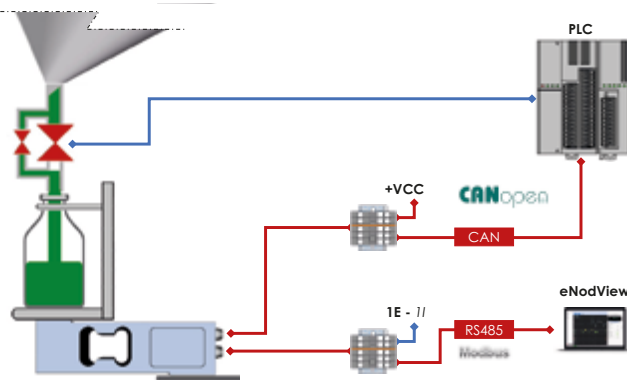 PLC
+VCC
CANopen
CAN
eNodView
1E - 1I
RS485
Modbus